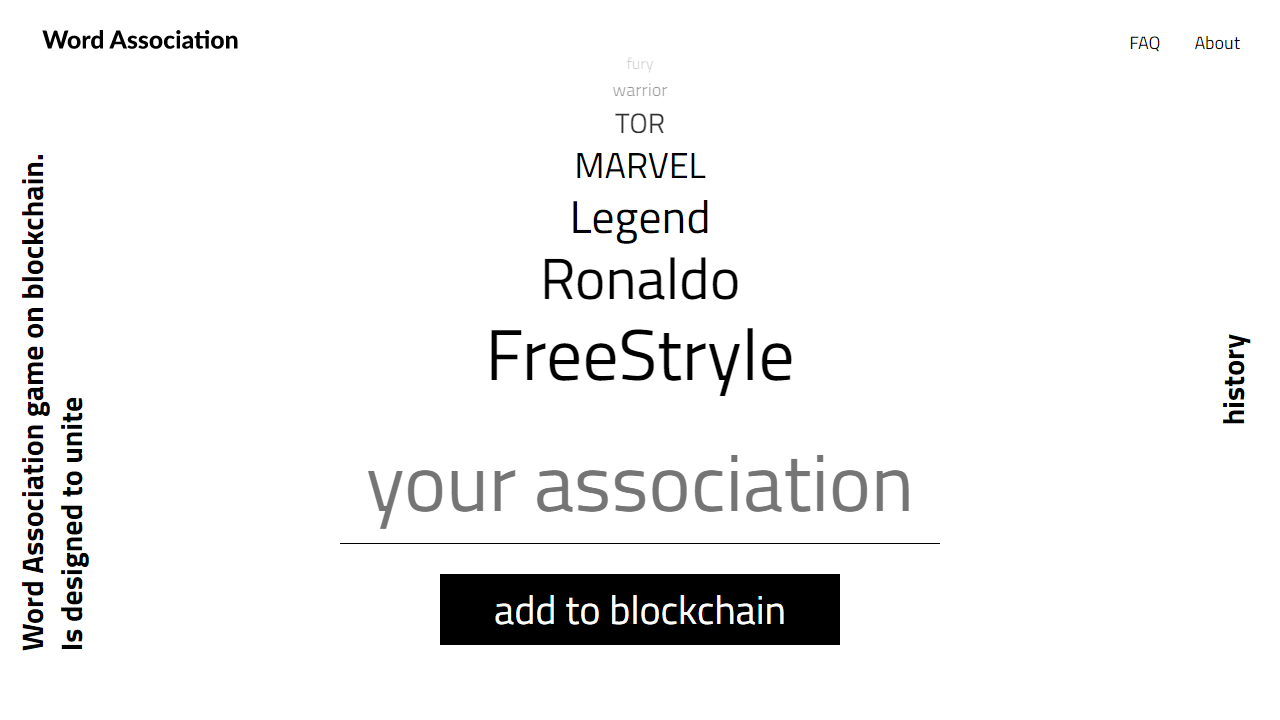 Word Association
FAQ
About
fury
warrior
TOR
MARVEL
Legend
Ronaldo
FreeStryle
your association
add to blockchain
Word Association game on blockchain.
Is designed to unite
history